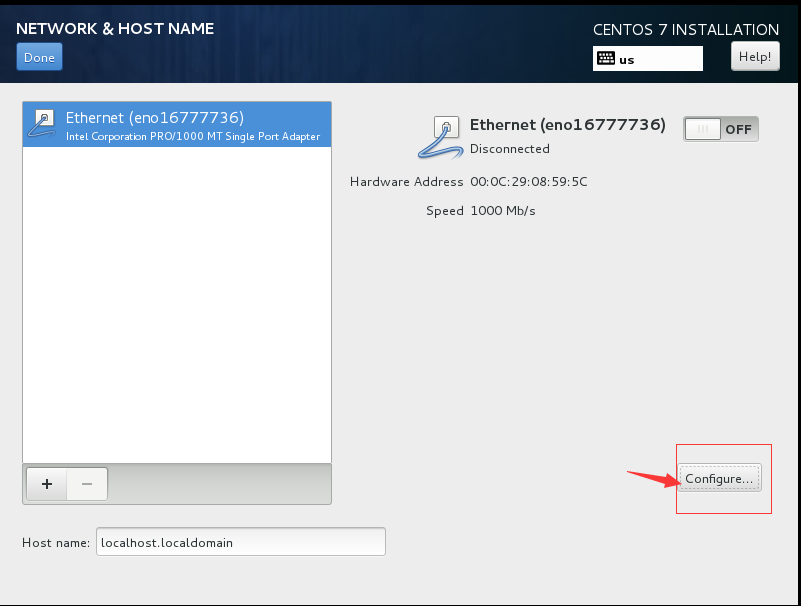 NETWORK & HOST NAME
CENTOS 7 INSTALLATION
Done
us
Help!
Ethernet (eno16777736)
Intel Corporation PRO/1000 MT Single Port Adapter
Ethernet (eno16777736)
OFF
Disconnected
Hardware Address 00:0C:29:08:59:5C
Speed 1000 Mb/s
Configure...
+ −
Host name: localhost.localdomain